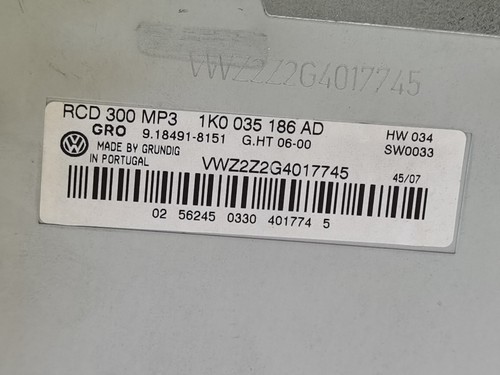 VWZ2Z2G4017745
RCD 300 MP3 1K0 035 186 AD HW 034
GRO 9.18491-8151 G.HT 06-00 SW0033
MADE BY GRUNDIG
IN PORTUGAL VWZ2Z2G4017745 45/07
02 56245 0330 401774 5